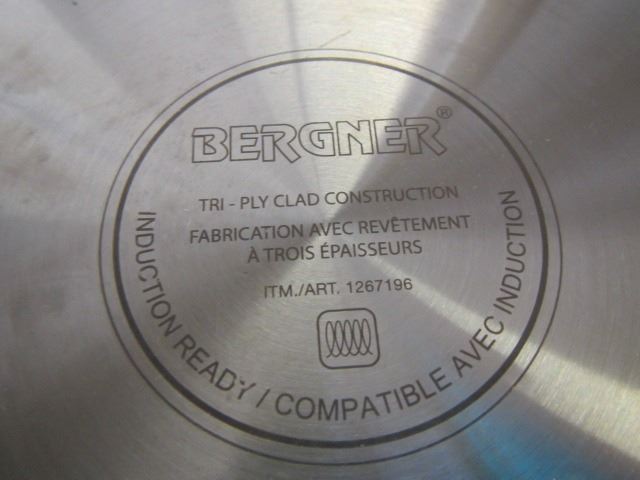 BERGNER®
TRI - PLY CLAD CONSTRUCTION
FABRICATION AVEC REVÊTEMENT
À TROIS ÉPAISSEURS
ITM./ART. 1267196
INDUCTION READY / COMPATIBLE AVEC INDUCTION